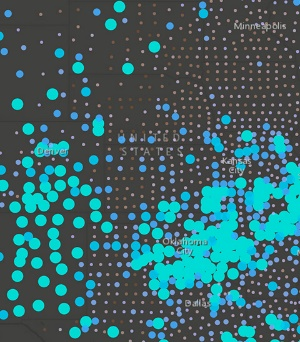 Minneapolis
UNITED
STATES
Denver
Kansas
City
Oklahoma
City
Dallas